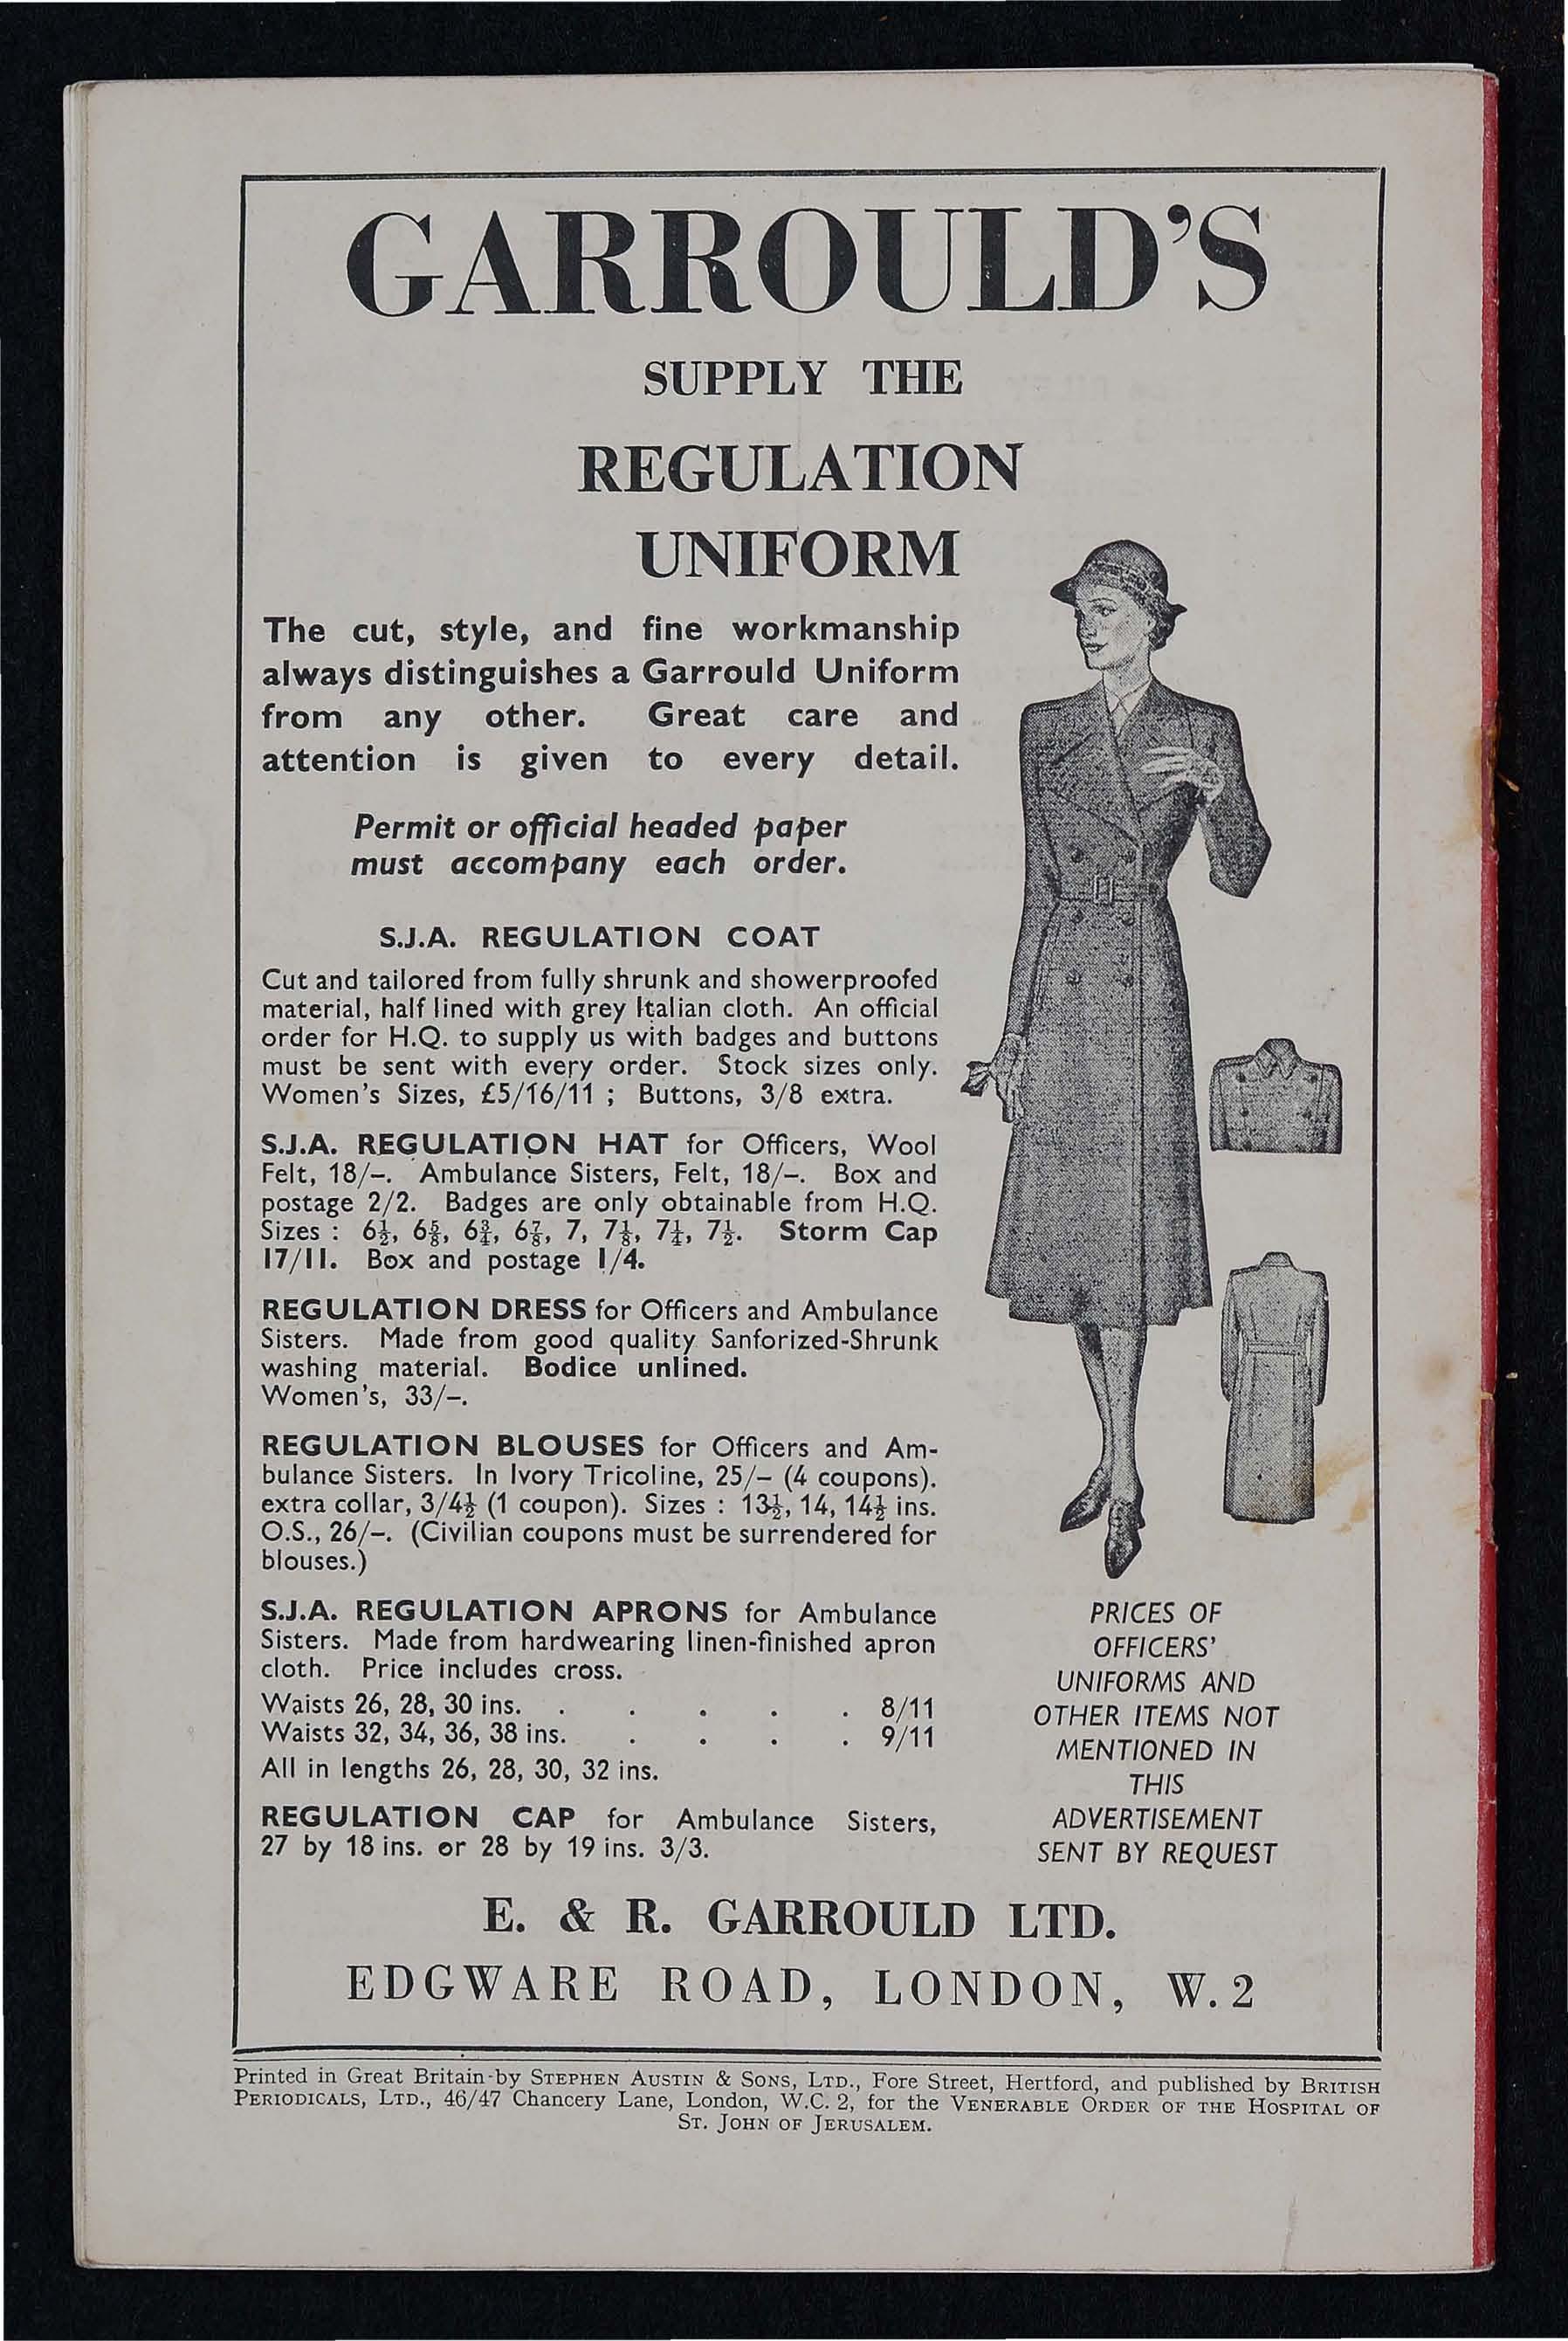 GARROULD'S
SUPPLY THE
REGULATION
UNIFORM
The cut, style, and fine workmanship
always distinguishes a Garrould Uniform
from any other. Great care and
attention is given to every detail.
Permit or official headed paper
must accompany each order.
S.J.A. REGULATION COAT
Cut and tailored from fully shrunk and showerproofed
material, half lined with grey Italian cloth. An official
order for H.Q. to supply us with badges and buttons
must be sent with every order. Stock sizes only.
Women's Sizes, £5/16/11 ; Buttons, 3/8 extra.
S.J.A. REGULATION HAT for Officers, Wool
Felt, 18/–. Ambulance Sisters, Felt, 18/–. Box and
postage 2/2. Badges are only obtainable from H.Q.
Sizes : 6½, 6⅝, 6¾, 6⅞, 7, 7⅛, 7¼, 7½. Storm Cap
17/11. Box and postage 1/4.
REGULATION DRESS for Officers and Ambulance
Sisters. Made from good quality Sanforized-Shrunk
washing material. Bodice unlined.
Women's, 33/–.
REGULATION BLOUSES for Officers and Am-
bulance Sisters. In Ivory Tricoline, 25/– (4 coupons).
extra collar, 3/4½ (1 coupon). Sizes : 13½, 14, 14½ ins.
O.S., 26/–. (Civilian coupons must be surrendered for
blouses.)
S.J.A. REGULATION APRONS for Ambulance
Sisters. Made from hardwearing linen-finished apron
cloth. Price includes cross.
Waists 26, 28, 30 ins. . . . . . 8/11
Waists 32, 34, 36, 38 ins. . . . . 9/11
All in lengths 26, 28, 30, 32 ins.
REGULATION CAP for Ambulance Sisters,
27 by 18 ins. or 28 by 19 ins. 3/3.
PRICES OF
OFFICERS'
UNIFORMS AND
OTHER ITEMS NOT
MENTIONED IN
THIS
ADVERTISEMENT
SENT BY REQUEST
E. & R. GARROULD LTD.
EDGWARE ROAD, LONDON, W.2
Printed in Great Britain by STEPHEN AUSTIN & SONS, LTD., Fore Street, Hertford, and published by BRITISH
PERIODICALS, LTD., 46/47 Chancery Lane, London, W.C. 2, for the VENERABLE ORDER OF THE HOSPITAL OF
ST. JOHN OF JERUSALEM.